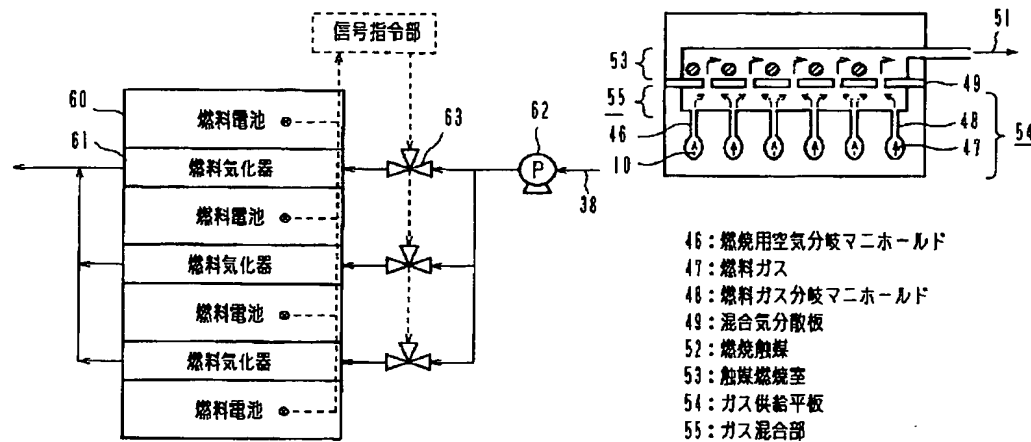 信号指令部
60
61
燃料電池
燃料気化器
燃料電池
燃料気化器
燃料電池
燃料気化器
燃料電池
63
62
P
38
51
53
55
46
10
49
48
47
54
46：燃焼用空気分岐マニホールド
47：燃料ガス
48：燃料ガス分岐マニホールド
49：混合気分散板
52：燃焼触媒
53：触媒燃焼室
54：ガス供給平板
55：ガス混合部